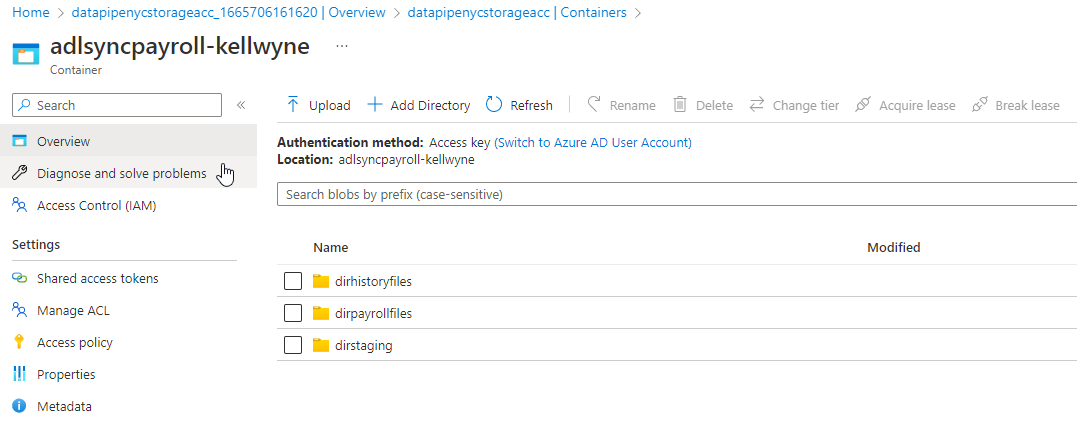 Home > datapipenycstorageacc_1665706161620 | Overview > datapipenycstorageacc | Containers >
adlsyncpayroll-kellwyne ...
Container
Search «
Upload Add Directory Refresh Rename Delete Change tier Acquire lease Break lease
Overview
Diagnose and solve problems
Access Control (IAM)
Settings
Shared access tokens
Manage ACL
Access policy
Properties
Metadata
Authentication method: Access key (Switch to Azure AD User Account)
Location: adlsyncpayroll-kellwyne
Search blobs by prefix (case-sensitive)
Name Modified
dirhistoryfiles
dirpayrollfiles
dirstaging